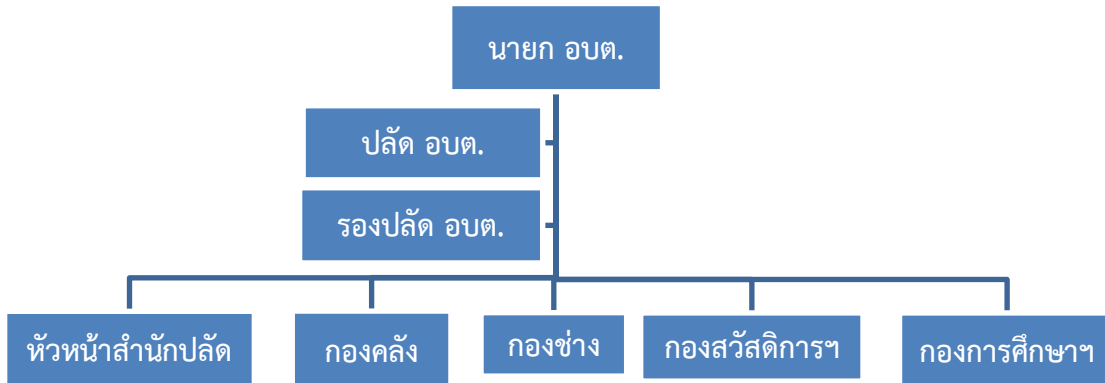 นายก อบต.
ปลัด อบต.
รองปลัด อบต.
หัวหน้าสำนักปลัด
กองคลัง
กองช่าง
กองสวัสดิการฯ
กองการศึกษาฯ